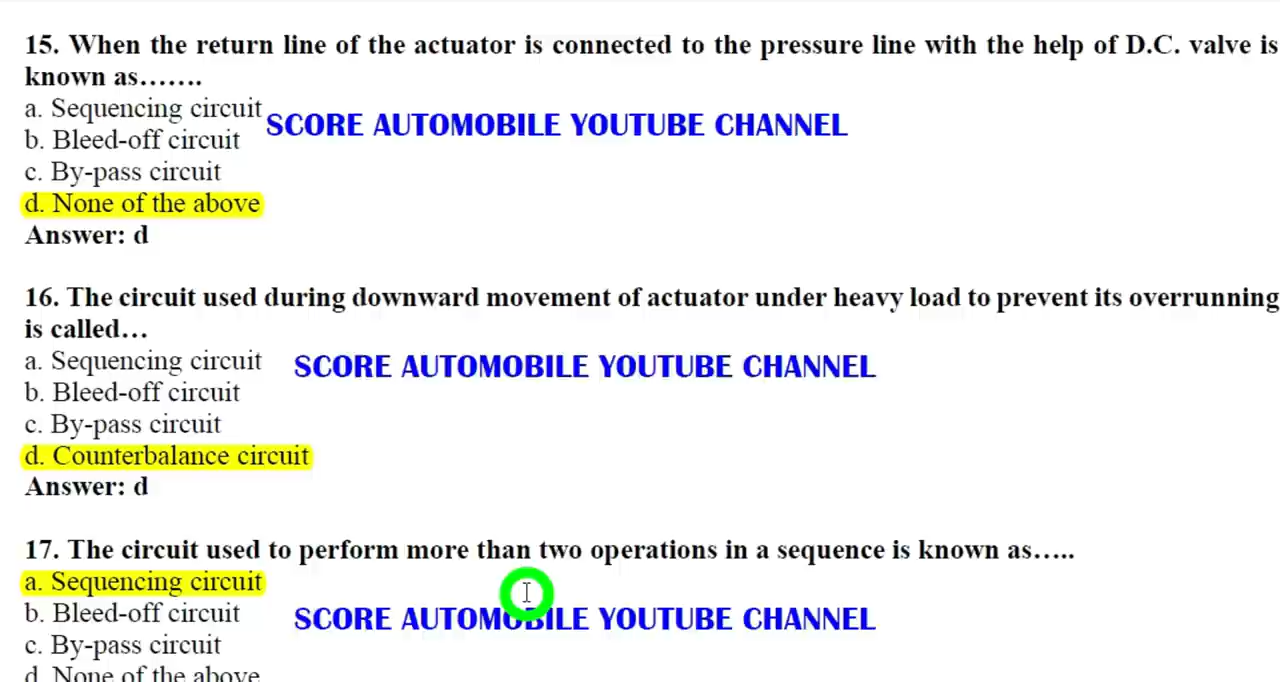 15. When the return line of the actuator is connected to the pressure line with the help of D.C. valve is
known as…….
a. Sequencing circuit
SCORE AUTOMOBILE YOUTUBE CHANNEL
b. Bleed-off circuit
c. By-pass circuit
d. None of the above
Answer: d
16. The circuit used during downward movement of actuator under heavy load to prevent its overrunning
is called…
a. Sequencing circuit
SCORE AUTOMOBILE YOUTUBE CHANNEL
b. Bleed-off circuit
c. By-pass circuit
d. Counterbalance circuit
Answer: d
17. The circuit used to perform more than two operations in a sequence is known as…..
a. Sequencing circuit
b. Bleed-off circuit
SCORE AUTOMOBILE YOUTUBE CHANNEL
c. By-pass circuit
d. None of the above